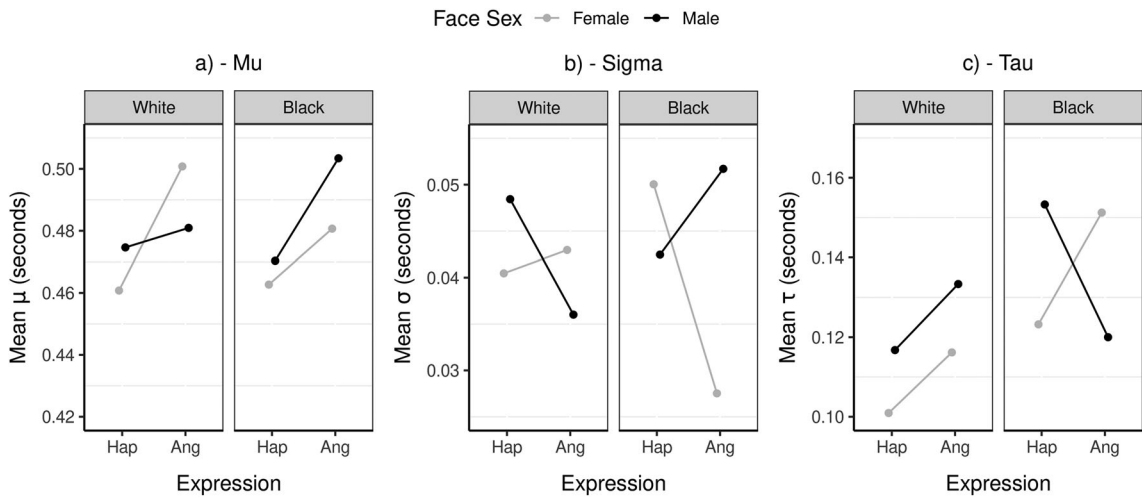 Face Sex Female Male
a) - Mu
b) - Sigma
c) - Tau
White Black
White Black
White Black
Mean μ (seconds)
0.50
0.48
0.46
0.44
0.42
Hap Ang Hap Ang
Expression
Mean σ (seconds)
0.05
0.04
0.03
Hap Ang Hap Ang
Expression
Mean τ (seconds)
0.16
0.14
0.12
0.10
Hap Ang Hap Ang
Expression